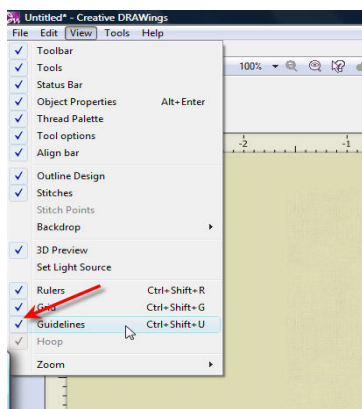 Untitled* - Creative DRAWings
File Edit View Tools Help
Toolbar
Tools
Status Bar
Object Properties Alt+Enter
Thread Palette
Tool options
Align bar
Outline Design
Stitches
Stitch Points
Backdrop
3D Preview
Set Light Source
Rulers Ctrl+Shift+R
Grid Ctrl+Shift+G
Guidelines Ctrl+Shift+U
Hoop
Zoom
100%
-2 -1